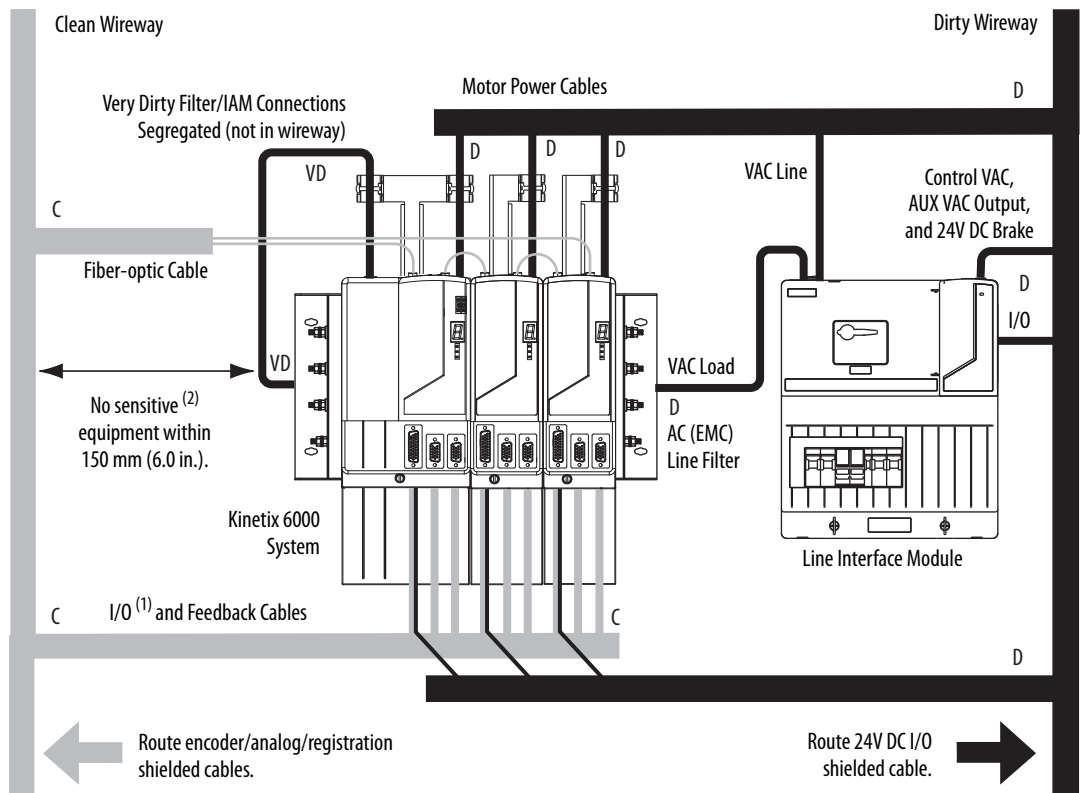 Clean Wireway
Dirty Wireway
Motor Power Cables
D
Very Dirty Filter/IAM Connections
Segregated (not in wireway)
VD
D
D
D
VAC Line
Control VAC,
AUX VAC Output,
and 24V DC Brake
C
Fiber-optic Cable
D
I/O
VD
VAC Load
No sensitive (2)
equipment within
150 mm (6.0 in.).
D
AC (EMC)
Line Filter
Kinetix 6000
System
Line Interface Module
C
I/O (1) and Feedback Cables
C
D
Route encoder/analog/registration
shielded cables.
Route 24V DC I/O
shielded cable.